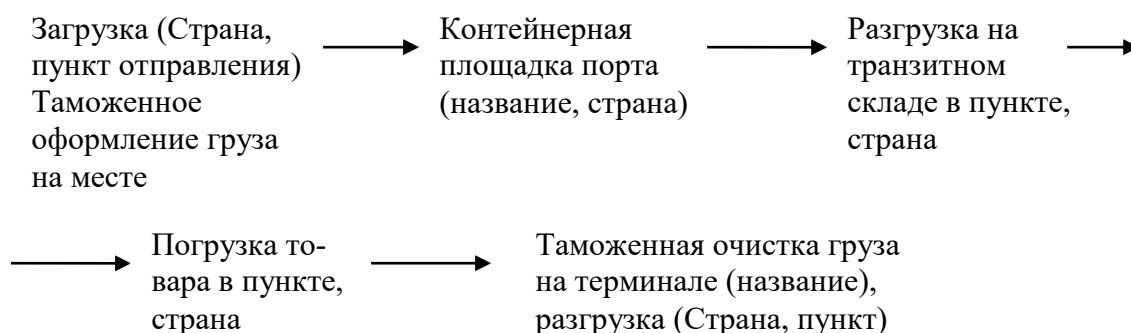 Загрузка (Страна,
пункт отправления)
Таможенное
оформление груза
на месте
Контейнерная
площадка порта
(название, страна)
Разгрузка на
транзитном
складе в пункте,
страна
Погрузка то-
вара в пункте,
страна
Таможенная очистка груза
на терминале (название),
разгрузка (Страна, пункт)